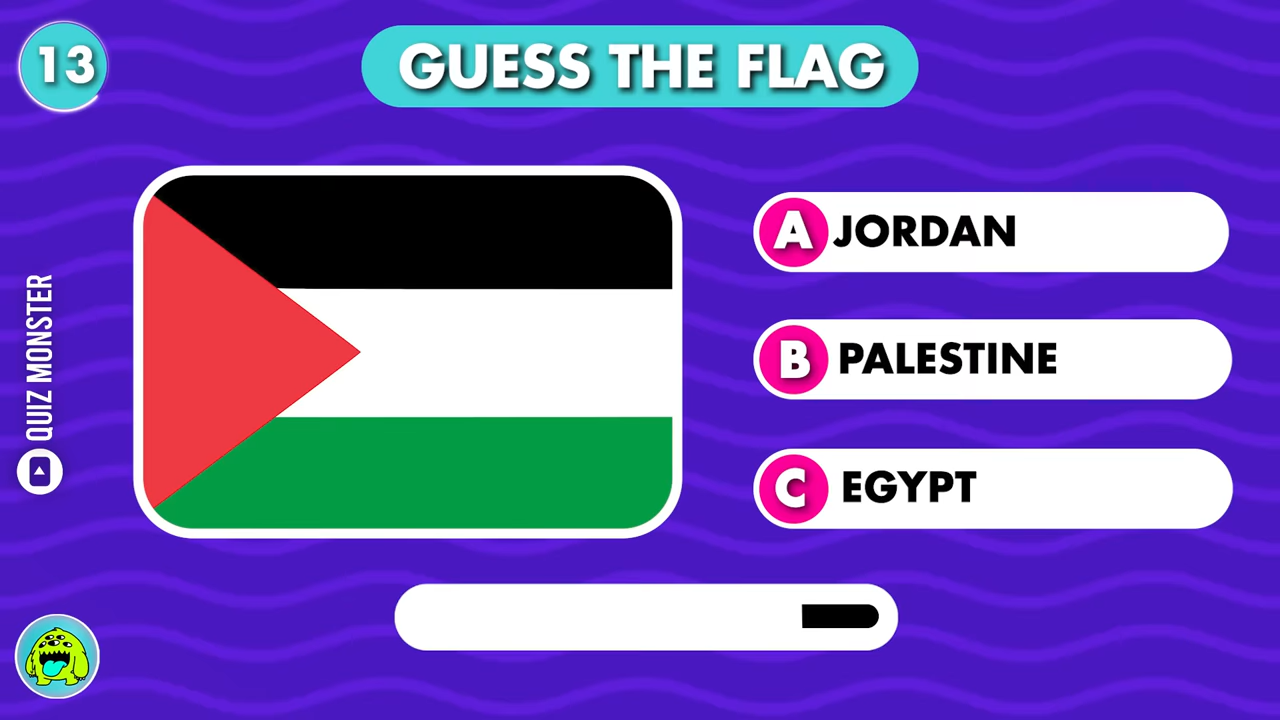 13
GUESS THE FLAG
A JORDAN
B PALESTINE
C EGYPT
QUIZ MONSTER